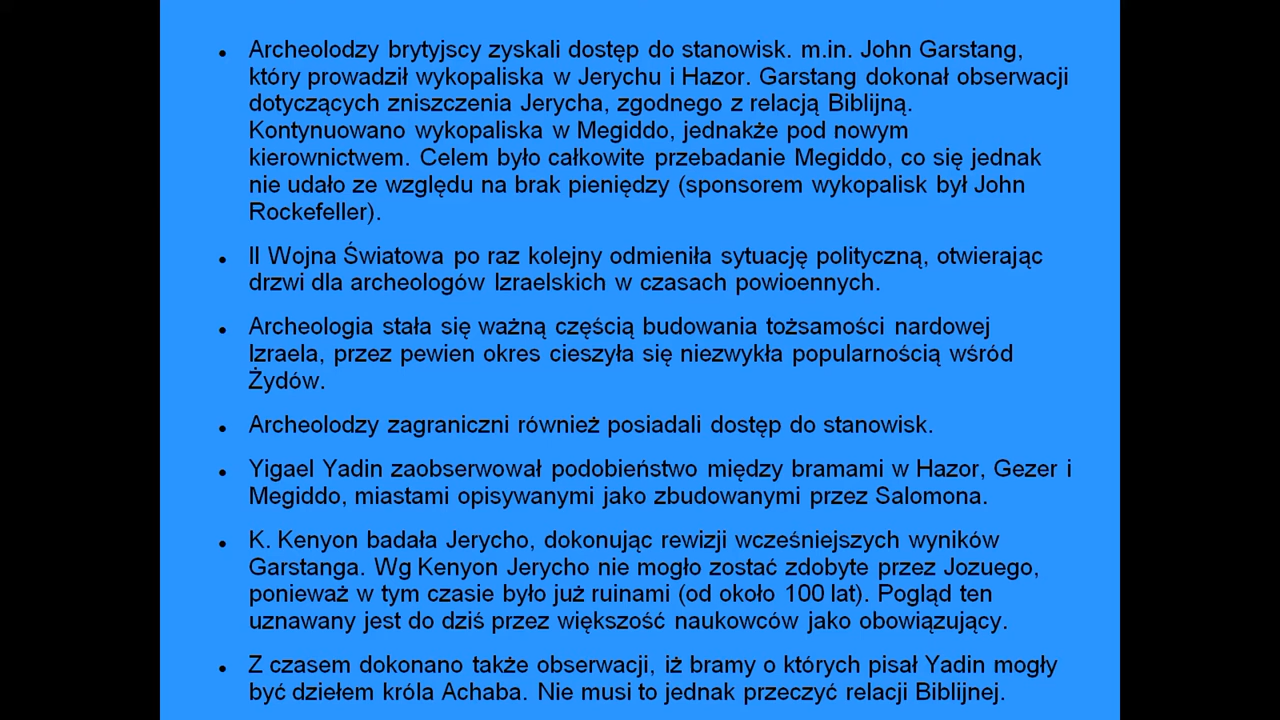 Archeolodzy brytyjscy zyskali dostęp do stanowisk. m.in. John Garstang,
który prowadził wykopaliska w Jerychu i Hazor. Garstang dokonał obserwacji
dotyczących zniszczenia Jerycha, zgodnego z relacją Biblijną.
Kontynuowano wykopaliska w Megiddo, jednakże pod nowym
kierownictwem. Celem było całkowite przebadanie Megiddo, co się jednak
nie udało ze względu na brak pieniędzy (sponsorem wykopalisk był John
Rockefeller).
II Wojna Światowa po raz kolejny odmieniła sytuację polityczną, otwierając
drzwi dla archeologów Izraelskich w czasach powioennych.
Archeologia stała się ważną częścią budowania tożsamości nardowej
Izraela, przez pewien okres cieszyła się niezwykła popularnością wśród
Żydów.
Archeolodzy zagraniczni również posiadali dostęp do stanowisk.
Yigael Yadin zaobserwował podobieństwo między bramami w Hazor, Gezer i
Megiddo, miastami opisywanymi jako zbudowanymi przez Salomona.
K. Kenyon badała Jerycho, dokonując rewizji wcześniejszych wyników
Garstanga. Wg Kenyon Jerycho nie mogło zostać zdobyte przez Jozuego,
ponieważ w tym czasie było już ruinami (od około 100 lat). Pogląd ten
uznawany jest do dziś przez większość naukowców jako obowiązujący.
Z czasem dokonano także obserwacji, iż bramy o których pisał Yadin mogły
być dziełem króla Achaba. Nie musi to jednak przeczyć relacji Biblijnej.